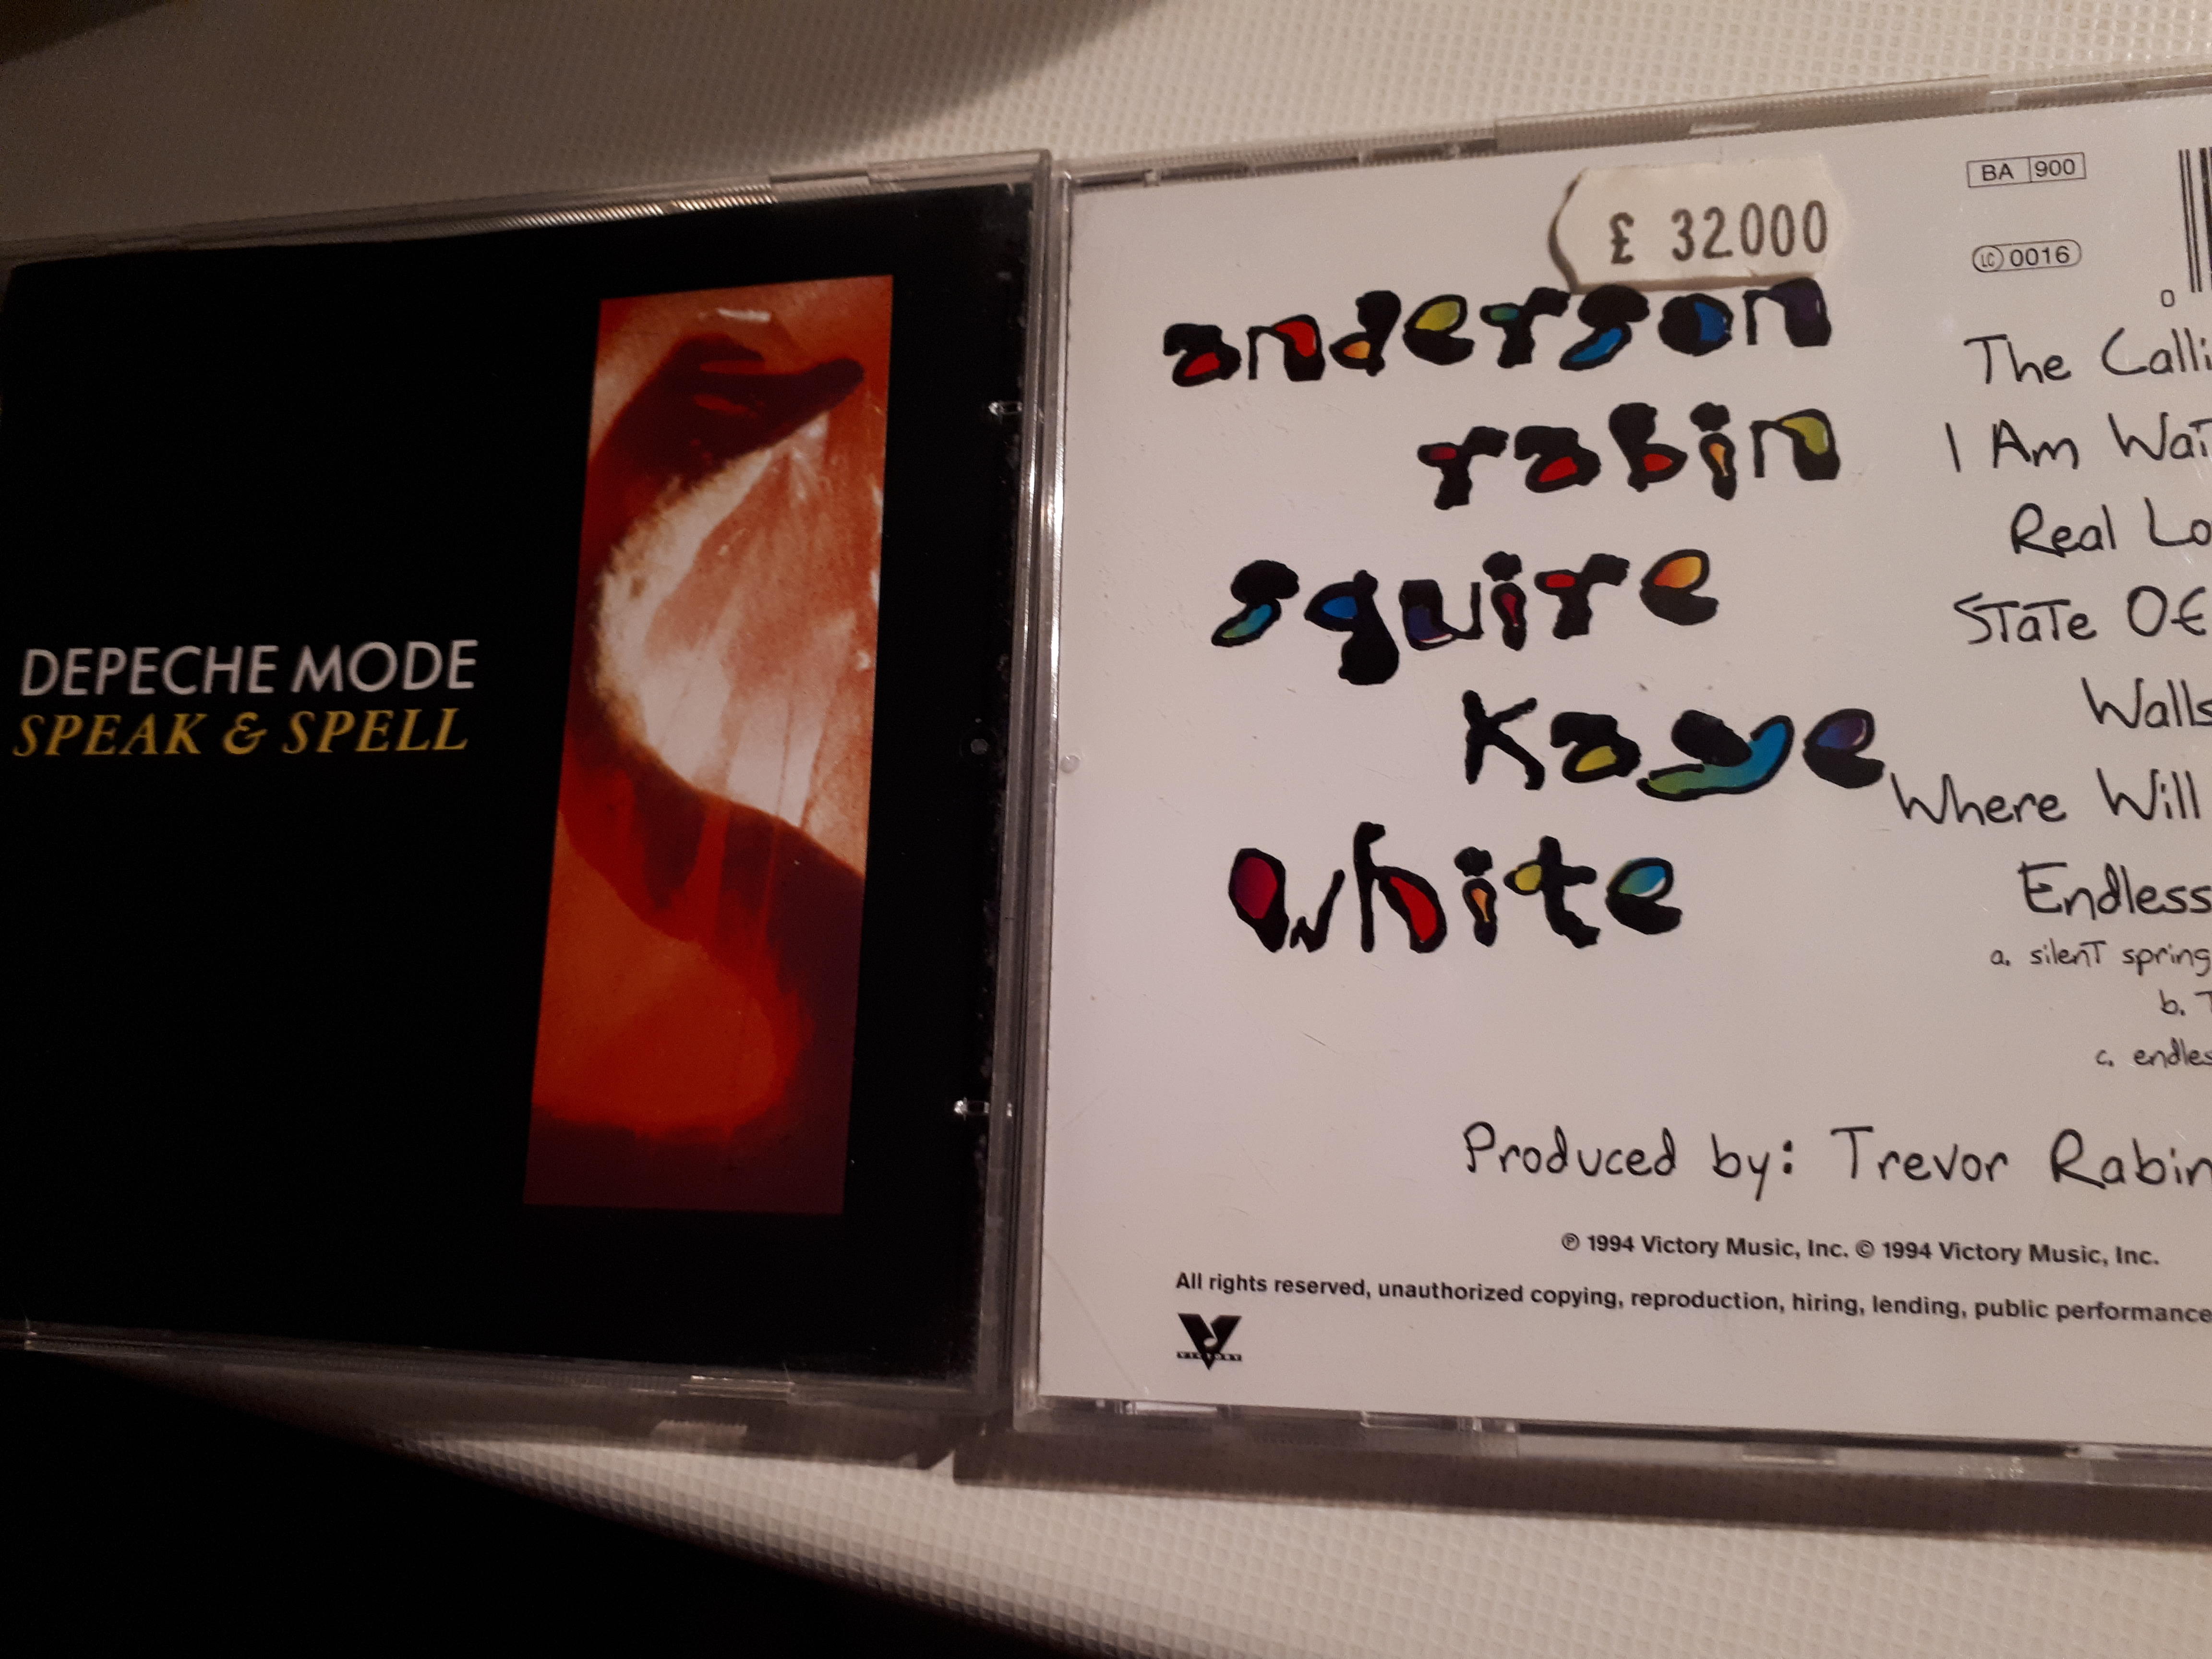 DEPECHE MODE
SPEAK & SPELL
£ 32000
BA 900
LC 0016
0
anderson
rabin
squire
kaye
white
The Calli
I Am Wai
Real Lo
State Of
Walls
Where Will
Endless
a. silent spring
b. T
c. endles
Produced by: Trevor Rabin
℗ 1994 Victory Music, Inc. © 1994 Victory Music, Inc.
All rights reserved, unauthorized copying, reproduction, hiring, lending, public performance
VICTORY